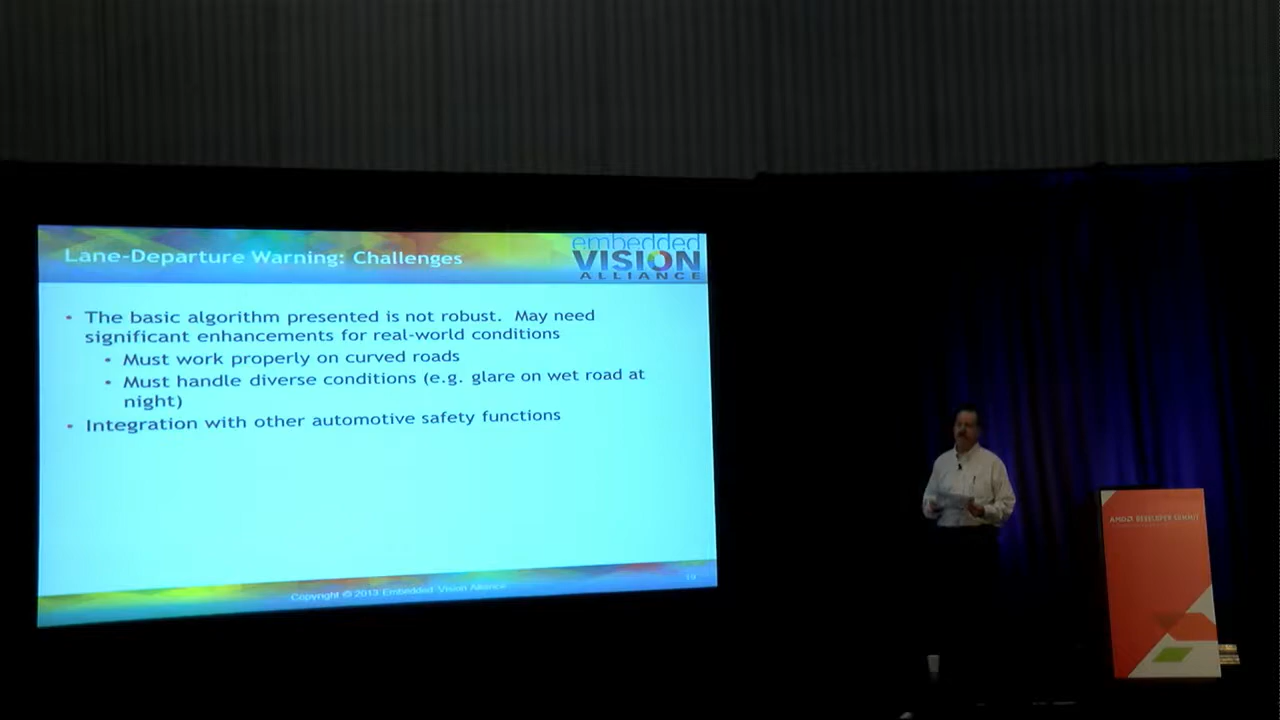 Lane-Departure Warning: Challenges
embedded
VISION
ALLIANCE
• The basic algorithm presented is not robust.  May need
significant enhancements for real-world conditions
• Must work properly on curved roads
• Must handle diverse conditions (e.g. glare on wet road at
night)
• Integration with other automotive safety functions
Copyright © 2013 Embedded Vision Alliance
19
DEVELOPER SUMMIT